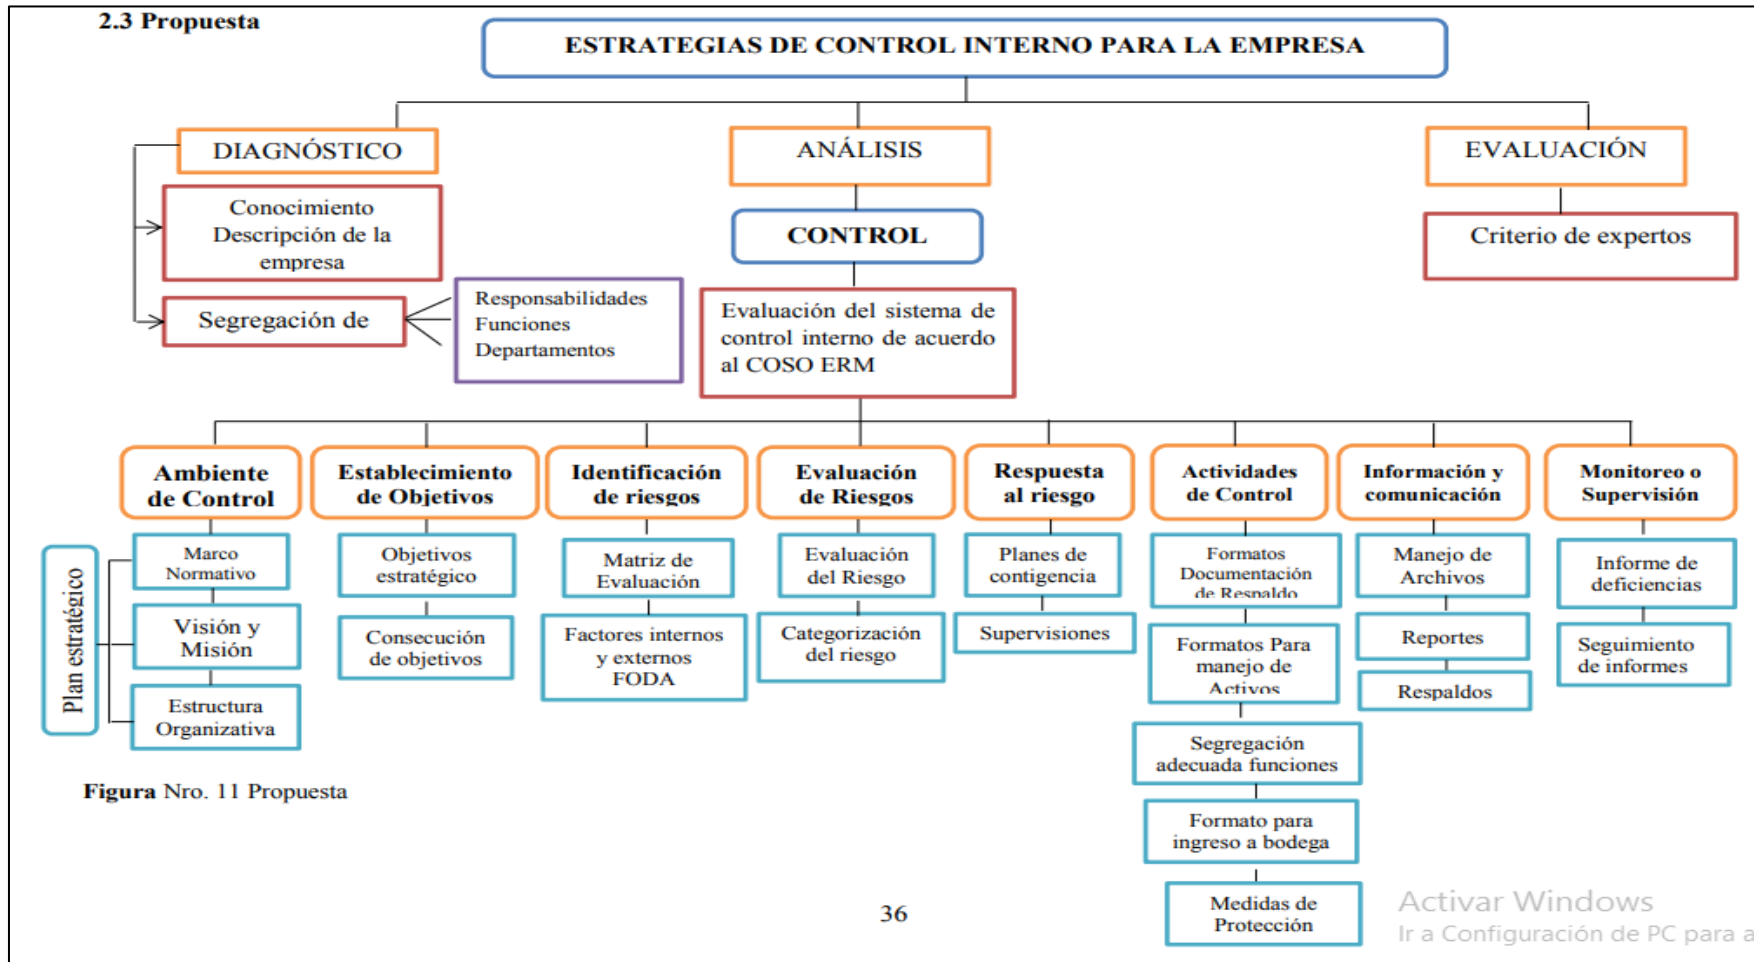 2.3 Propuesta
ESTRATEGIAS DE CONTROL INTERNO PARA LA EMPRESA
DIAGNÓSTICO
ANÁLISIS
EVALUACIÓN
Conocimiento
Descripción de la
empresa
CONTROL
Criterio de expertos
Segregación de
Responsabilidades
Funciones
Departamentos
Evaluación del sistema de
control interno de acuerdo
al COSO ERM
Ambiente
de Control
Establecimiento
de Objetivos
Identificación
de riesgos
Evaluación
de Riesgos
Respuesta
al riesgo
Actividades
de Control
Información y
comunicación
Monitoreo o
Supervisión
Plan estratégico
Marco
Normativo
Visión y
Misión
Estructura
Organizativa
Objetivos
estratégico
Consecución
de objetivos
Matriz de
Evaluación
Factores internos
y externos
FODA
Evaluación
del Riesgo
Categorización
del riesgo
Planes de
contigencia
Supervisiones
Formatos
Documentación
de Respaldo
Formatos Para
manejo de
Activos
Segregación
adecuada funciones
Formato para
ingreso a bodega
Medidas de
Protección
Manejo de
Archivos
Reportes
Respaldos
Informe de
deficiencias
Seguimiento
de informes
Figura Nro. 11 Propuesta
36
Activar Windows
Ir a Configuración de PC para a